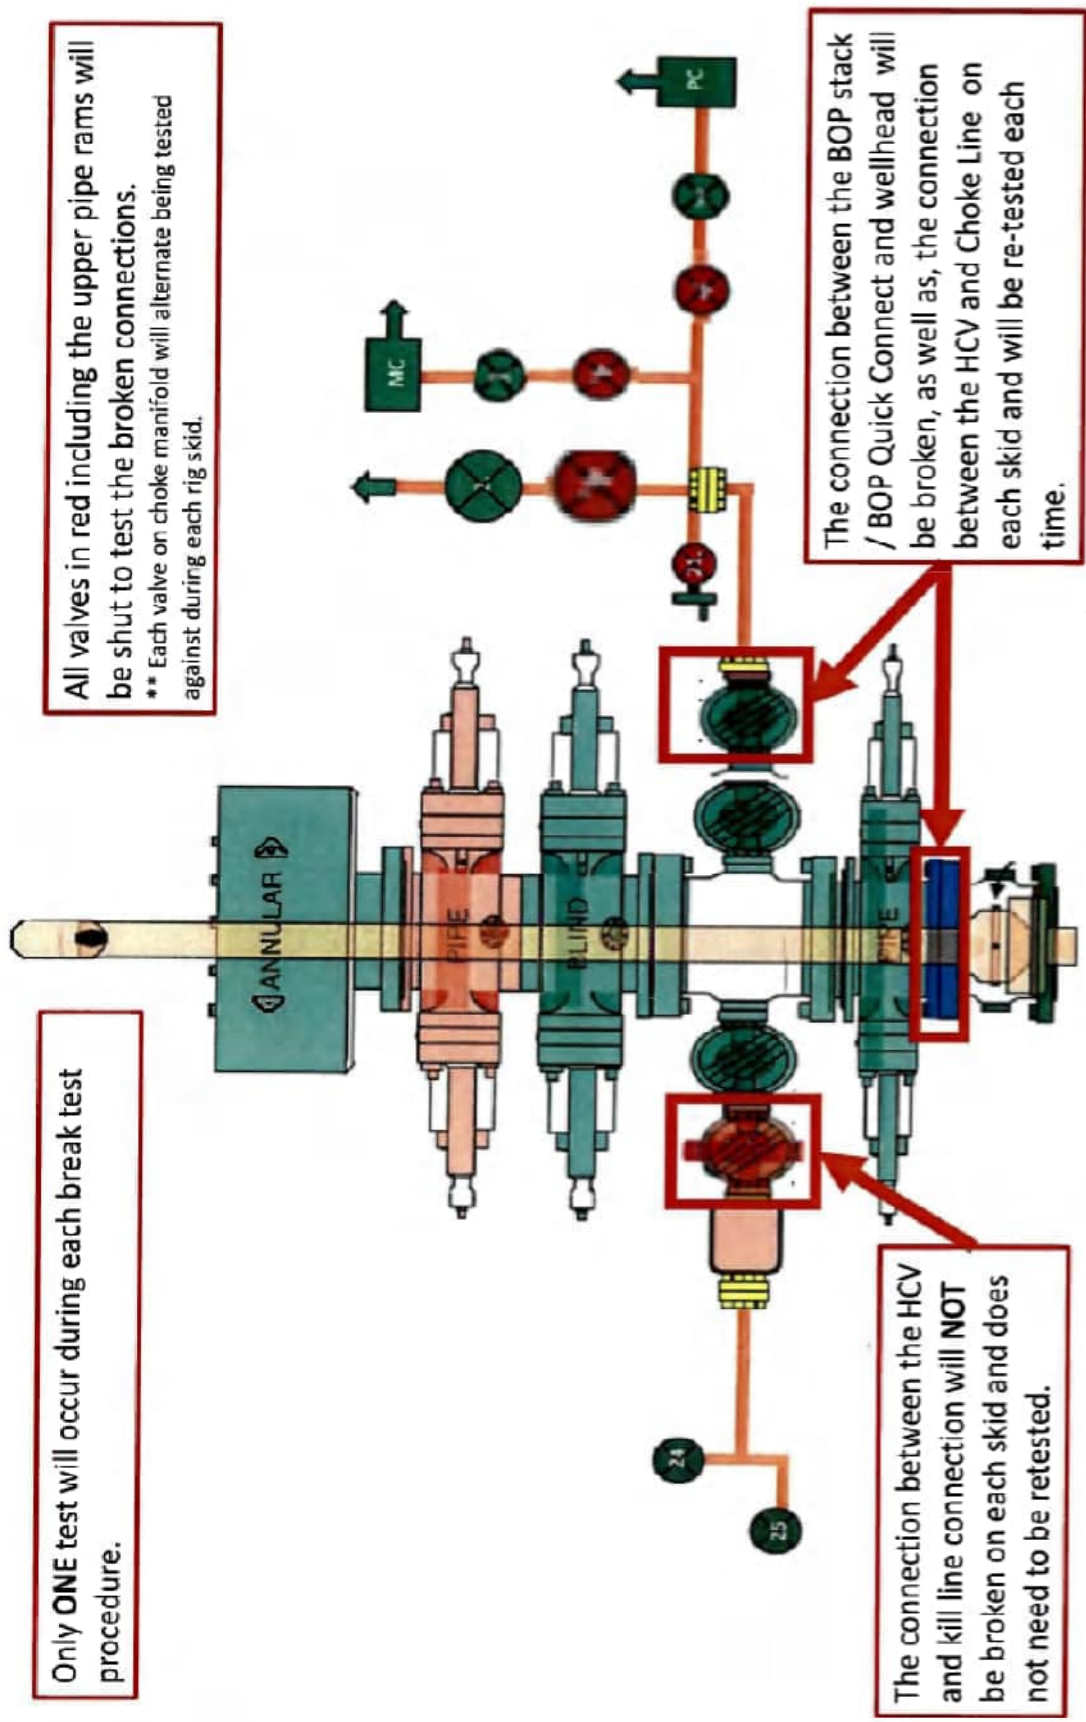 Only ONE test will occur during each break test
procedure.
All valves in red including the upper pipe rams will
be shut to test the broken connections.
** Each valve on choke manifold will alternate being tested
against during each rig skid.
ANNULAR
PIPE
BLIND
PIPE
MC
PC
24
25
The connection between the HCV
and kill line connection will NOT
be broken on each skid and does
not need to be retested.
The connection between the BOP stack
/ BOP Quick Connect and wellhead will
be broken, as well as, the connection
between the HCV and Choke Line on
each skid and will be re-tested each
time.